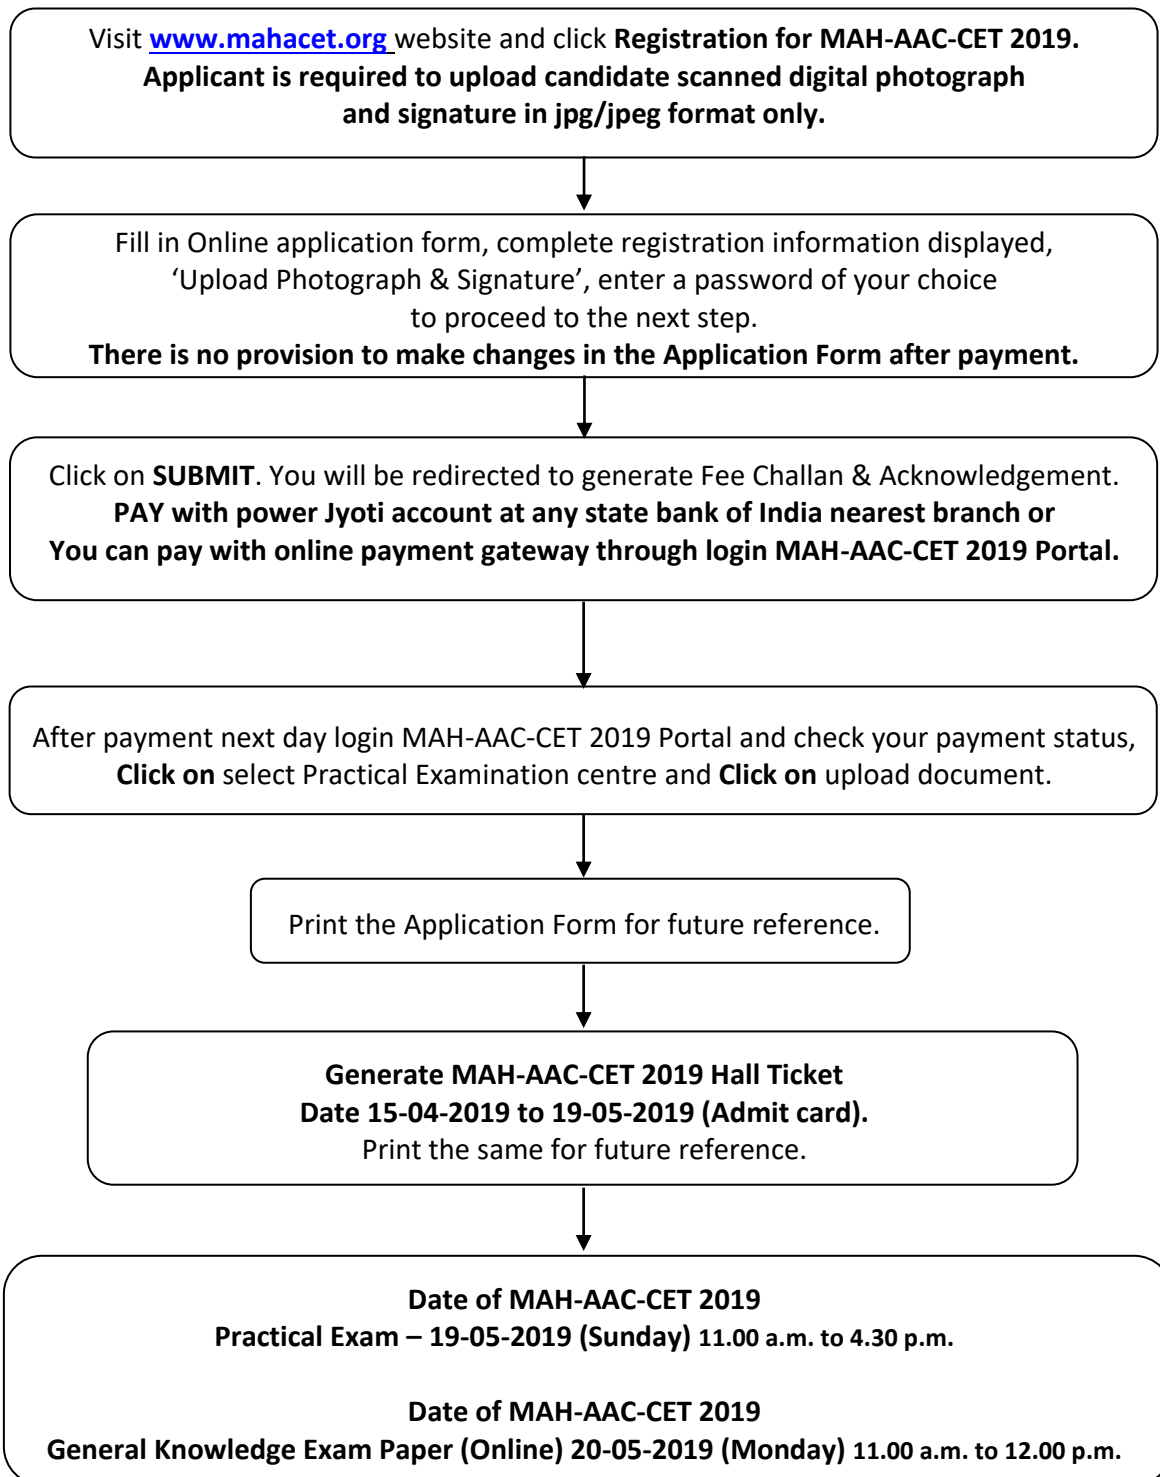 Visit www.mahacet.org website and click Registration for MAH-AAC-CET 2019.
Applicant is required to upload candidate scanned digital photograph
and signature in jpg/jpeg format only.
Fill in Online application form, complete registration information displayed,
‘Upload Photograph & Signature’, enter a password of your choice
to proceed to the next step.
There is no provision to make changes in the Application Form after payment.
Click on SUBMIT. You will be redirected to generate Fee Challan & Acknowledgement.
PAY with power Jyoti account at any state bank of India nearest branch or
You can pay with online payment gateway through login MAH-AAC-CET 2019 Portal.
After payment next day login MAH-AAC-CET 2019 Portal and check your payment status,
Click on select Practical Examination centre and Click on upload document.
Print the Application Form for future reference.
Generate MAH-AAC-CET 2019 Hall Ticket
Date 15-04-2019 to 19-05-2019 (Admit card).
Print the same for future reference.
Date of MAH-AAC-CET 2019
Practical Exam – 19-05-2019 (Sunday) 11.00 a.m. to 4.30 p.m.
Date of MAH-AAC-CET 2019
General Knowledge Exam Paper (Online) 20-05-2019 (Monday) 11.00 a.m. to 12.00 p.m.